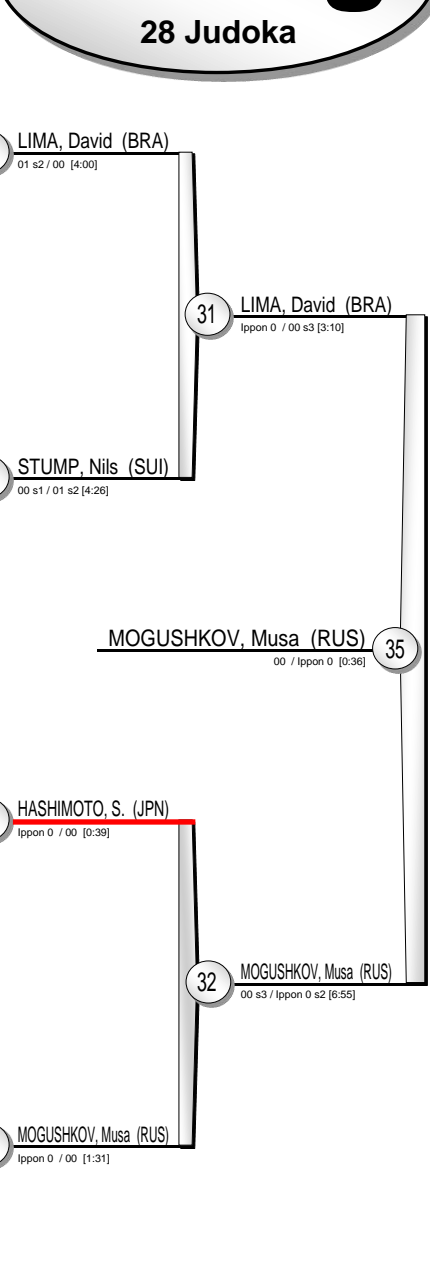 28 Judoka
LIMA, David (BRA)
01 s2 / 00 [4:00]
31
LIMA, David (BRA)
Ippon 0 / 00 s3 [3:10]
STUMP, Nils (SUI)
00 s1 / 01 s2 [4:26]
MOGUSHKOV, Musa (RUS)
35
00 / Ippon 0 [0:36]
HASHIMOTO, S. (JPN)
Ippon 0 / 00 [0:39]
32
MOGUSHKOV, Musa (RUS)
00 s3 / Ippon 0 s2 [6:55]
MOGUSHKOV, Musa (RUS)
Ippon 0 / 00 [1:31]